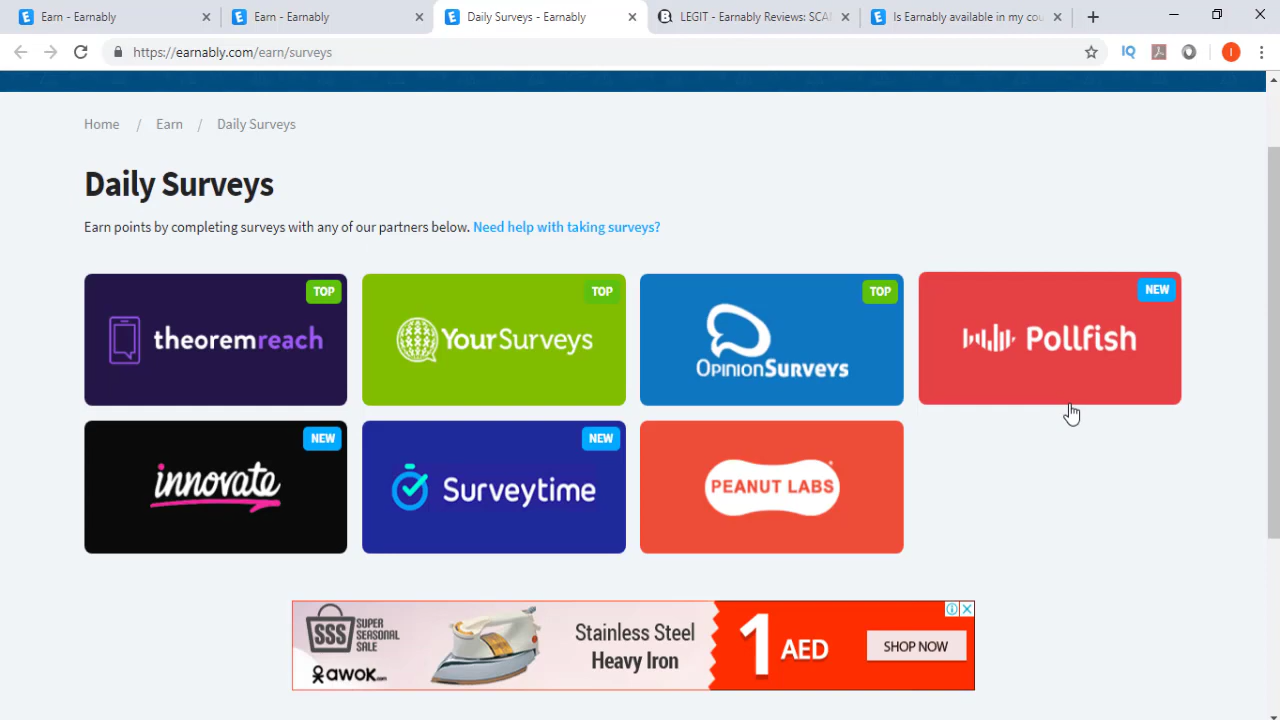 Earn - Earnably
Earn - Earnably
Daily Surveys - Earnably
LEGIT - Earnably Reviews: SCA
Is Earnably available in my cou
https://earnably.com/earn/surveys
IQ
I
Home / Earn / Daily Surveys
Daily Surveys
Earn points by completing surveys with any of our partners below. Need help with taking surveys?
TOP
theoremreach
TOP
YourSurveys
TOP
OPINIONSURVEYS
NEW
Pollfish
NEW
innovate
NEW
Surveytime
PEANUT LABS
SSS
SUPER
SEASONAL
SALE
awok.com
Stainless Steel
Heavy Iron
1 AED
SHOP NOW